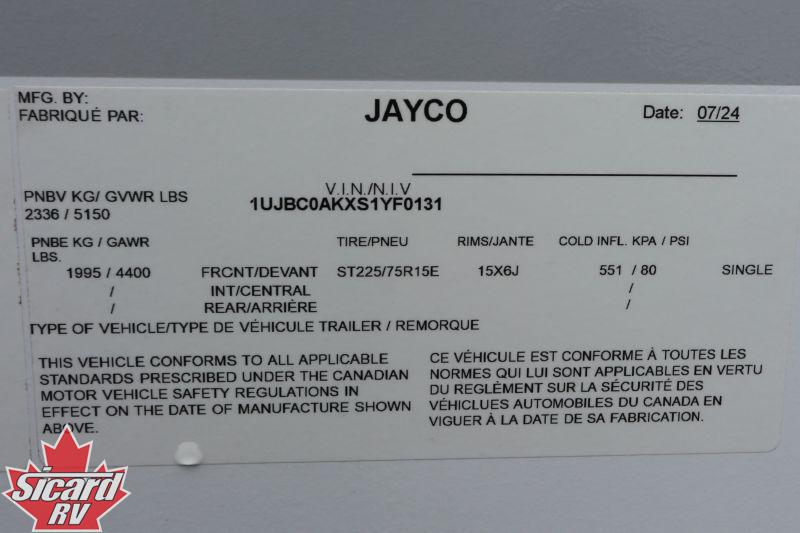 MFG. BY:
FABRIQUÉ PAR:
JAYCO
Date: 07/24
V.I.N./N.I.V
PNBV KG/ GVWR LBS
2336 / 5150
1UJBC0AKXS1YF0131
PNBE KG / GAWR LBS.
TIRE/PNEU
RIMS/JANTE
COLD INFL. KPA / PSI
1995 / 4400 FRONT/DEVANT ST225/75R15E 15X6J 551 / 80 SINGLE
/ INT/CENTRAL /
/ REAR/ARRIÈRE /
TYPE OF VEHICLE/TYPE DE VÉHICULE TRAILER / REMORQUE
THIS VEHICLE CONFORMS TO ALL APPLICABLE
STANDARDS PRESCRIBED UNDER THE CANADIAN
MOTOR VEHICLE SAFETY REGULATIONS IN
EFFECT ON THE DATE OF MANUFACTURE SHOWN
ABOVE.
CE VÉHICULE EST CONFORME À TOUTES LES
NORMES QUI LUI SONT APPLICABLES EN VERTU
DU REGLÈMENT SUR LA SÉCURITÉ DES
VÉHICLUES AUTOMOBILES DU CANADA EN
VIGUER À LA DATE DE SA FABRICATION.
Sicard
RV